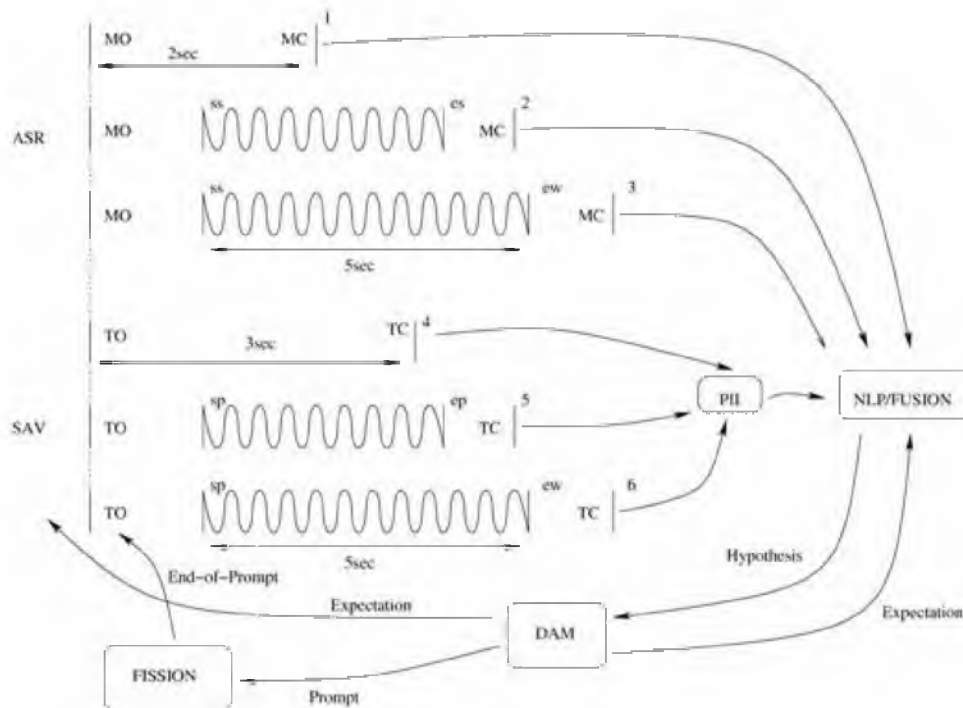 1
MO MC
2sec
ss es 2
ASR MO MC
ss ew 3
MO MC
5sec
TO TC 4
3sec
PII NLP/FUSION
sp ep 5
SAV TO TC
sp ew 6
TO TC
5sec
End-of-Prompt Hypothesis
Expectation Expectation
DAM
FISSION
Prompt